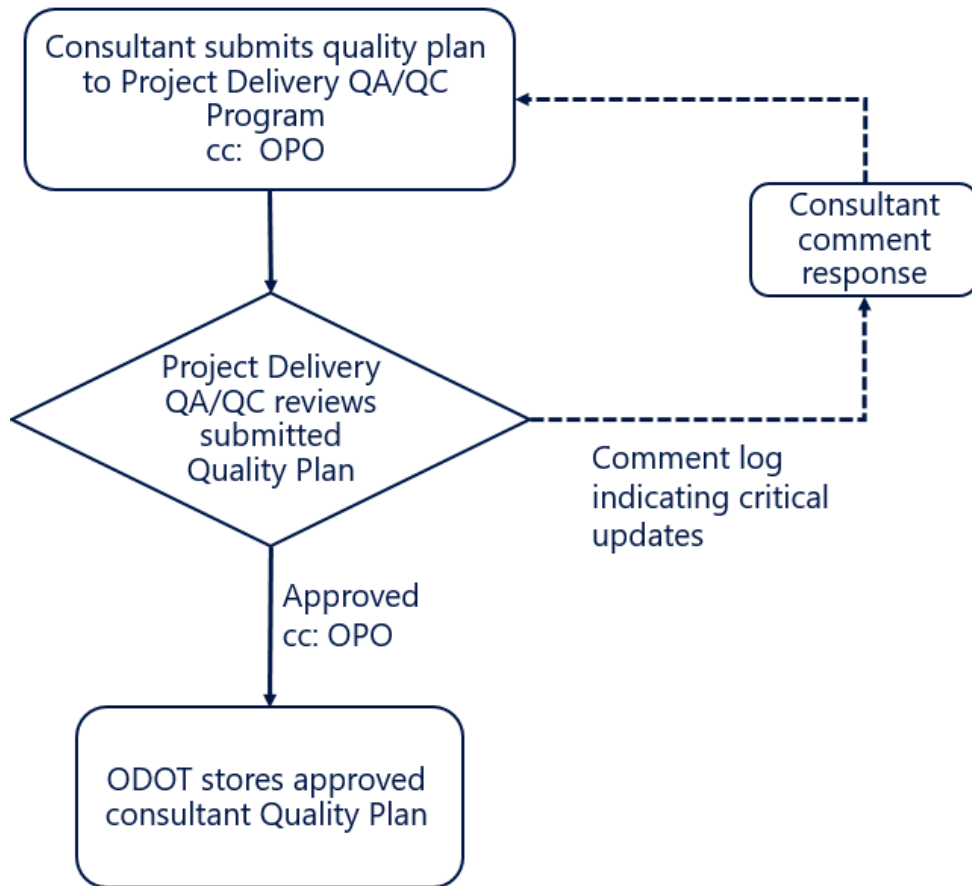 Consultant submits quality plan
to Project Delivery QA/QC
Program
cc:  OPO
Consultant
comment
response
Project Delivery
QA/QC reviews
submitted
Quality Plan
Comment log
indicating critical
updates
Approved
cc: OPO
ODOT stores approved
consultant Quality Plan